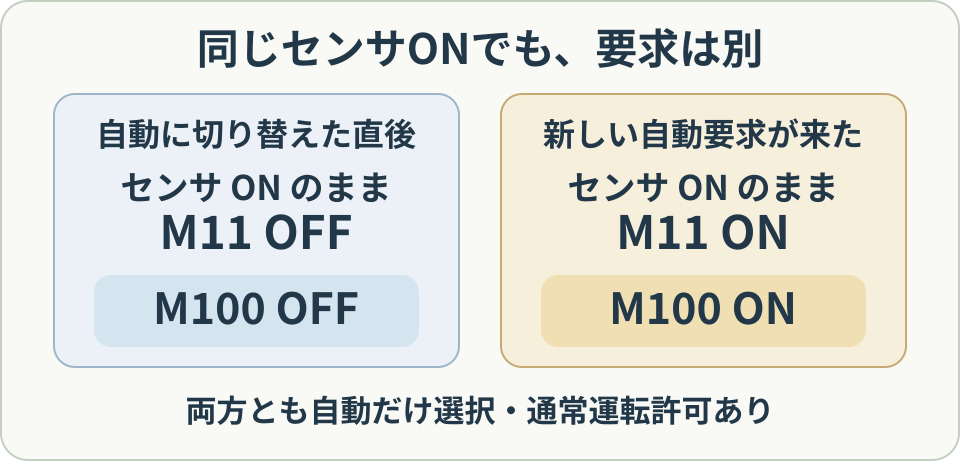 同じセンサONでも、要求は別
自動に切り替えた直後
センサ ON のまま
M11 OFF
M100 OFF
新しい自動要求が来た
センサ ON のまま
M11 ON
M100 ON
両方とも自動だけ選択・通常運転許可あり